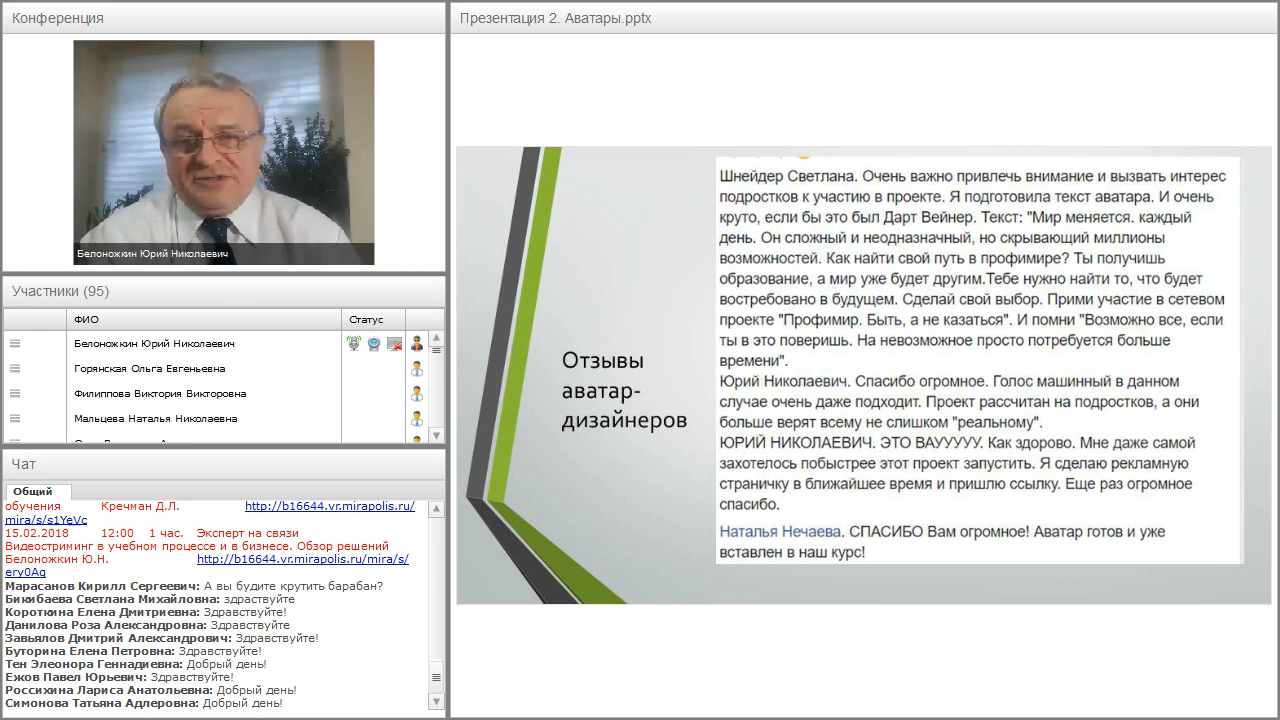 Конференция
Белоножкин Юрий Николаевич
Участники (95)
ФИО
Статус
Белоножкин Юрий Николаевич
Горянская Ольга Евгеньевна
Филиппова Виктория Викторовна
Мальцева Наталья Николаевна
Чат
Общий
обучения Кречман Д.Л. http://b16644.vr.mirapolis.ru/
mira/s/s1YeVc
15.02.2018 12:00 1 час. Эксперт на связи
Видеостриминг в учебном процессе и в бизнесе. Обзор решений
Белоножкин Ю.Н. http://b16644.vr.mirapolis.ru/mira/s/
ery0Aq
Марасанов Кирилл Сергеевич: А вы будите крутить барабан?
Бикибаева Светлана Михайловна: здраствуйте
Короткина Елена Дмитриевна: Здравствуйте!
Данилова Роза Александровна: Здравствуйте
Завьялов Дмитрий Александрович: Здравствуйте!
Буторина Елена Петровна: Здравствуйте!
Тен Элеонора Геннадиевна: Добрый день!
Ежов Павел Юрьевич: Здравствуйте!
Россихина Лариса Анатольевна: Добрый день!
Симонова Татьяна Адлеровна: Добрый день!
Презентация 2. Аватары.pptx
Отзывы
аватар-
дизайнеров
Шнейдер Светлана. Очень важно привлечь внимание и вызвать интерес
подростков к участию в проекте. Я подготовила текст аватара. И очень
круто, если бы это был Дарт Вейнер. Текст: "Мир меняется. каждый
день. Он сложный и неоднозначный, но скрывающий миллионы
возможностей. Как найти свой путь в профимире? Ты получишь
образование, а мир уже будет другим.Тебе нужно найти то, что будет
востребовано в будущем. Сделай свой выбор. Прими участие в сетевом
проекте "Профимир. Быть, а не казаться". И помни "Возможно все, если
ты в это поверишь. На невозможное просто потребуется больше
времени".
Юрий Николаевич. Спасибо огромное. Голос машинный в данном
случае очень даже подходит. Проект рассчитан на подростков, а они
больше верят всему не слишком "реальному".
ЮРИЙ НИКОЛАЕВИЧ. ЭТО ВАУУУУУ. Как здорово. Мне даже самой
захотелось побыстрее этот проект запустить. Я сделаю рекламную
страничку в ближайшее время и пришлю ссылку. Еще раз огромное
спасибо.
Наталья Нечаева. СПАСИБО Вам огромное! Аватар готов и уже
вставлен в наш курс!